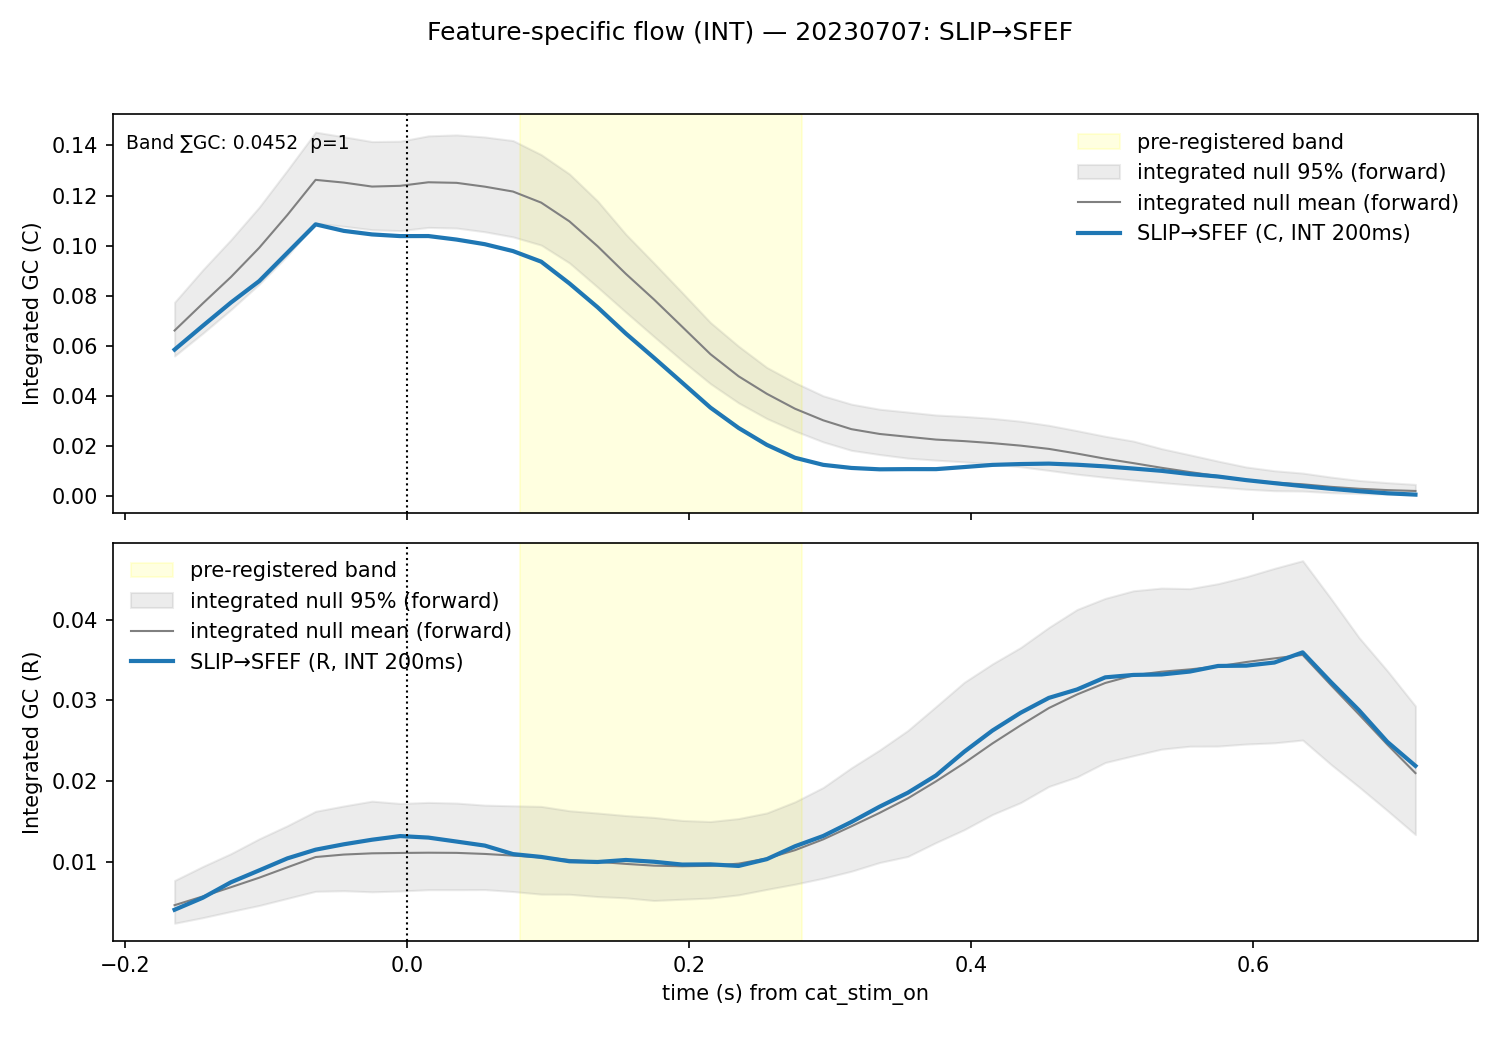 Feature-specific flow (INT) — 20230707: SLIP→SFEF
Integrated GC (C)
0.14
0.12
0.10
0.08
0.06
0.04
0.02
0.00
Band ∑GC: 0.0452  p=1
pre-registered band
integrated null 95% (forward)
integrated null mean (forward)
SLIP→SFEF (C, INT 200ms)
Integrated GC (R)
0.04
0.03
0.02
0.01
pre-registered band
integrated null 95% (forward)
integrated null mean (forward)
SLIP→SFEF (R, INT 200ms)
−0.2
0.0
0.2
0.4
0.6
time (s) from cat_stim_on